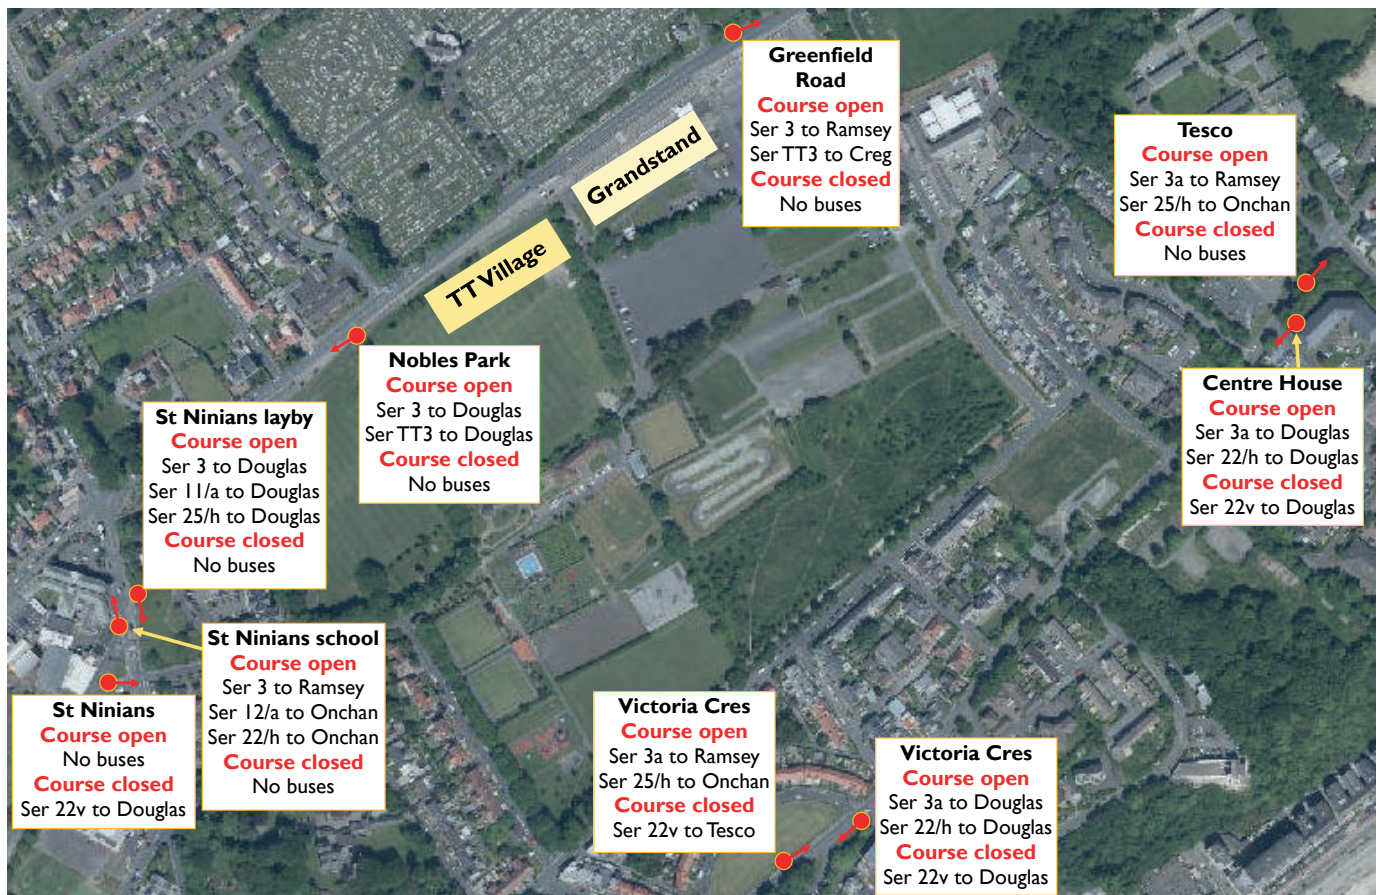 Greenfield
Road
Course open
Ser 3 to Ramsey
Ser TT3 to Creg
Course closed
No buses
Tesco
Course open
Ser 3a to Ramsey
Ser 25/h to Onchan
Course closed
No buses
Grandstand
TT Village
Nobles Park
Course open
Ser 3 to Douglas
Ser TT3 to Douglas
Course closed
No buses
Centre House
Course open
Ser 3a to Douglas
Ser 22/h to Douglas
Course closed
Ser 22v to Douglas
St Ninians layby
Course open
Ser 3 to Douglas
Ser 11/a to Douglas
Ser 25/h to Douglas
Course closed
No buses
St Ninians school
Course open
Ser 3 to Ramsey
Ser 12/a to Onchan
Ser 22/h to Onchan
Course closed
No buses
St Ninians
Course open
No buses
Course closed
Ser 22v to Douglas
Victoria Cres
Course open
Ser 3a to Ramsey
Ser 25/h to Onchan
Course closed
Ser 22v to Tesco
Victoria Cres
Course open
Ser 3a to Douglas
Ser 22/h to Douglas
Course closed
Ser 22v to Douglas